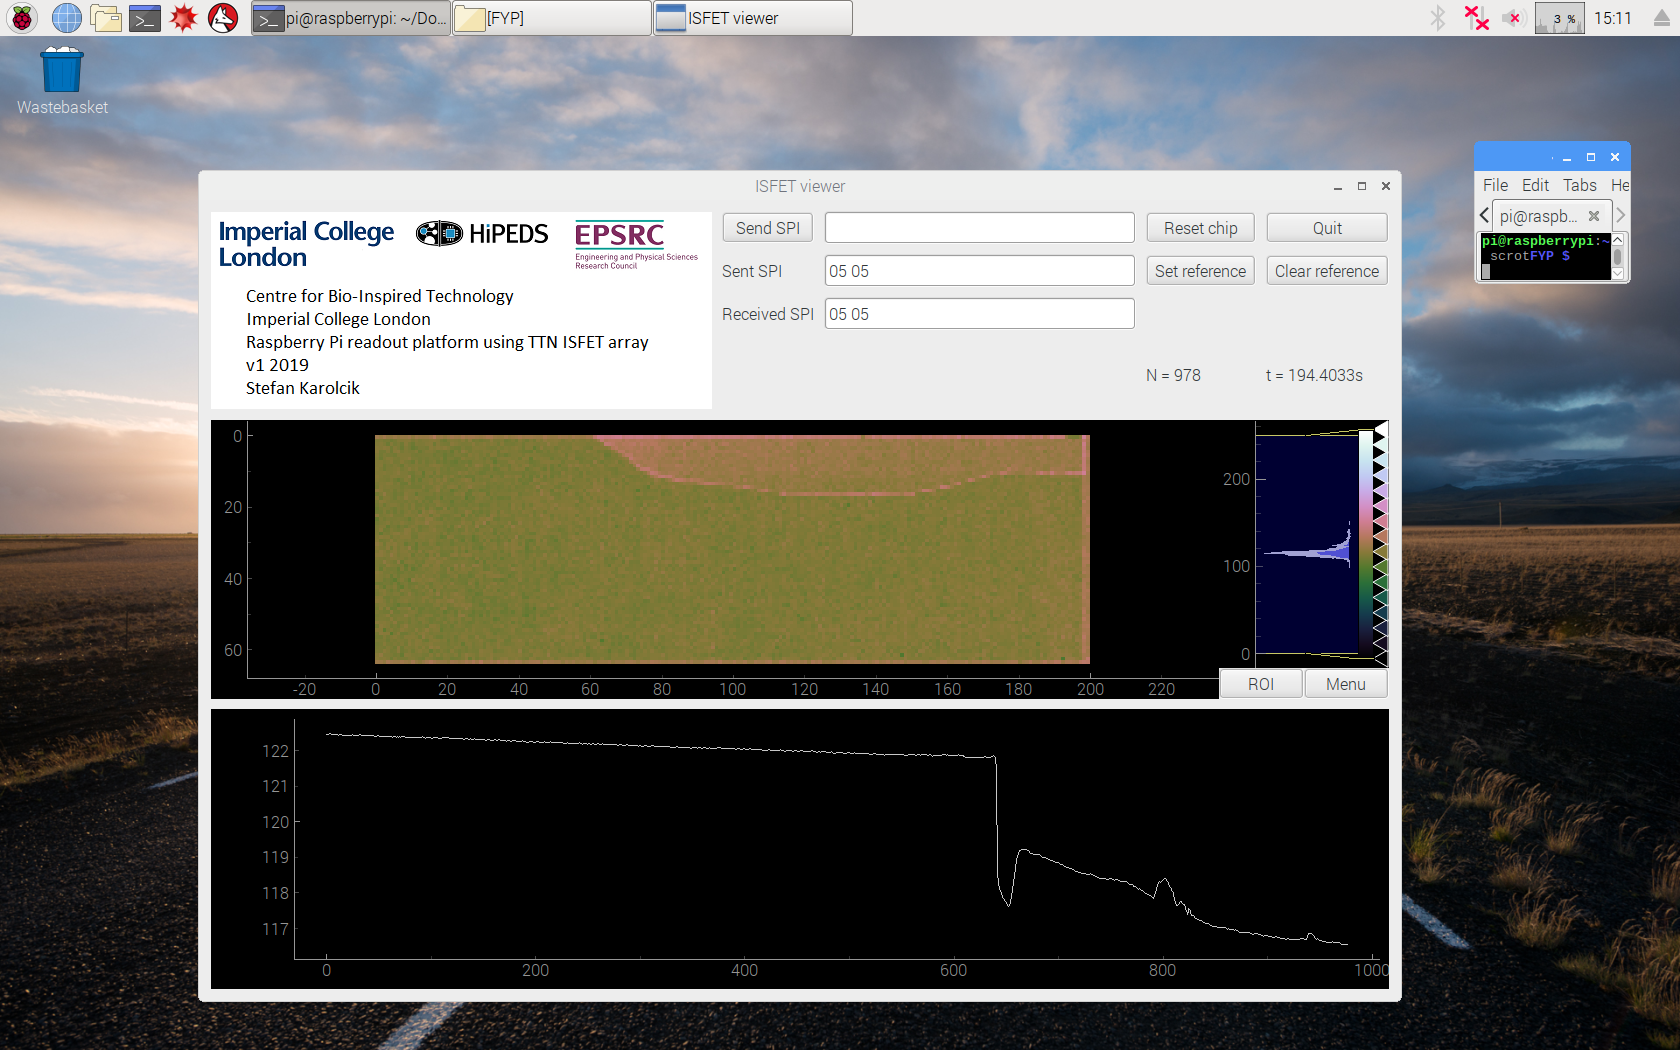 pi@raspberrypi: ~/Do...
[FYP]
ISFET viewer
3 %
15:11
Wastebasket
File Edit Tabs He
pi@raspb...
pi@raspberrypi:~
scrotFYP $
ISFET viewer
Imperial College
London
HiPEDS
EPSRC
Engineering and Physical Sciences
Research Council
Centre for Bio-Inspired Technology
Imperial College London
Raspberry Pi readout platform using TTN ISFET array
v1 2019
Stefan Karolcik
Send SPI
Reset chip
Quit
Sent SPI
05 05
Set reference
Clear reference
Received SPI
05 05
N = 978
t = 194.4033s
0
20
40
60
-20 0 20 40 60 80 100 120 140 160 180 200 220
200
100
0
ROI
Menu
122
121
120
119
118
117
0 200 400 600 800 1000